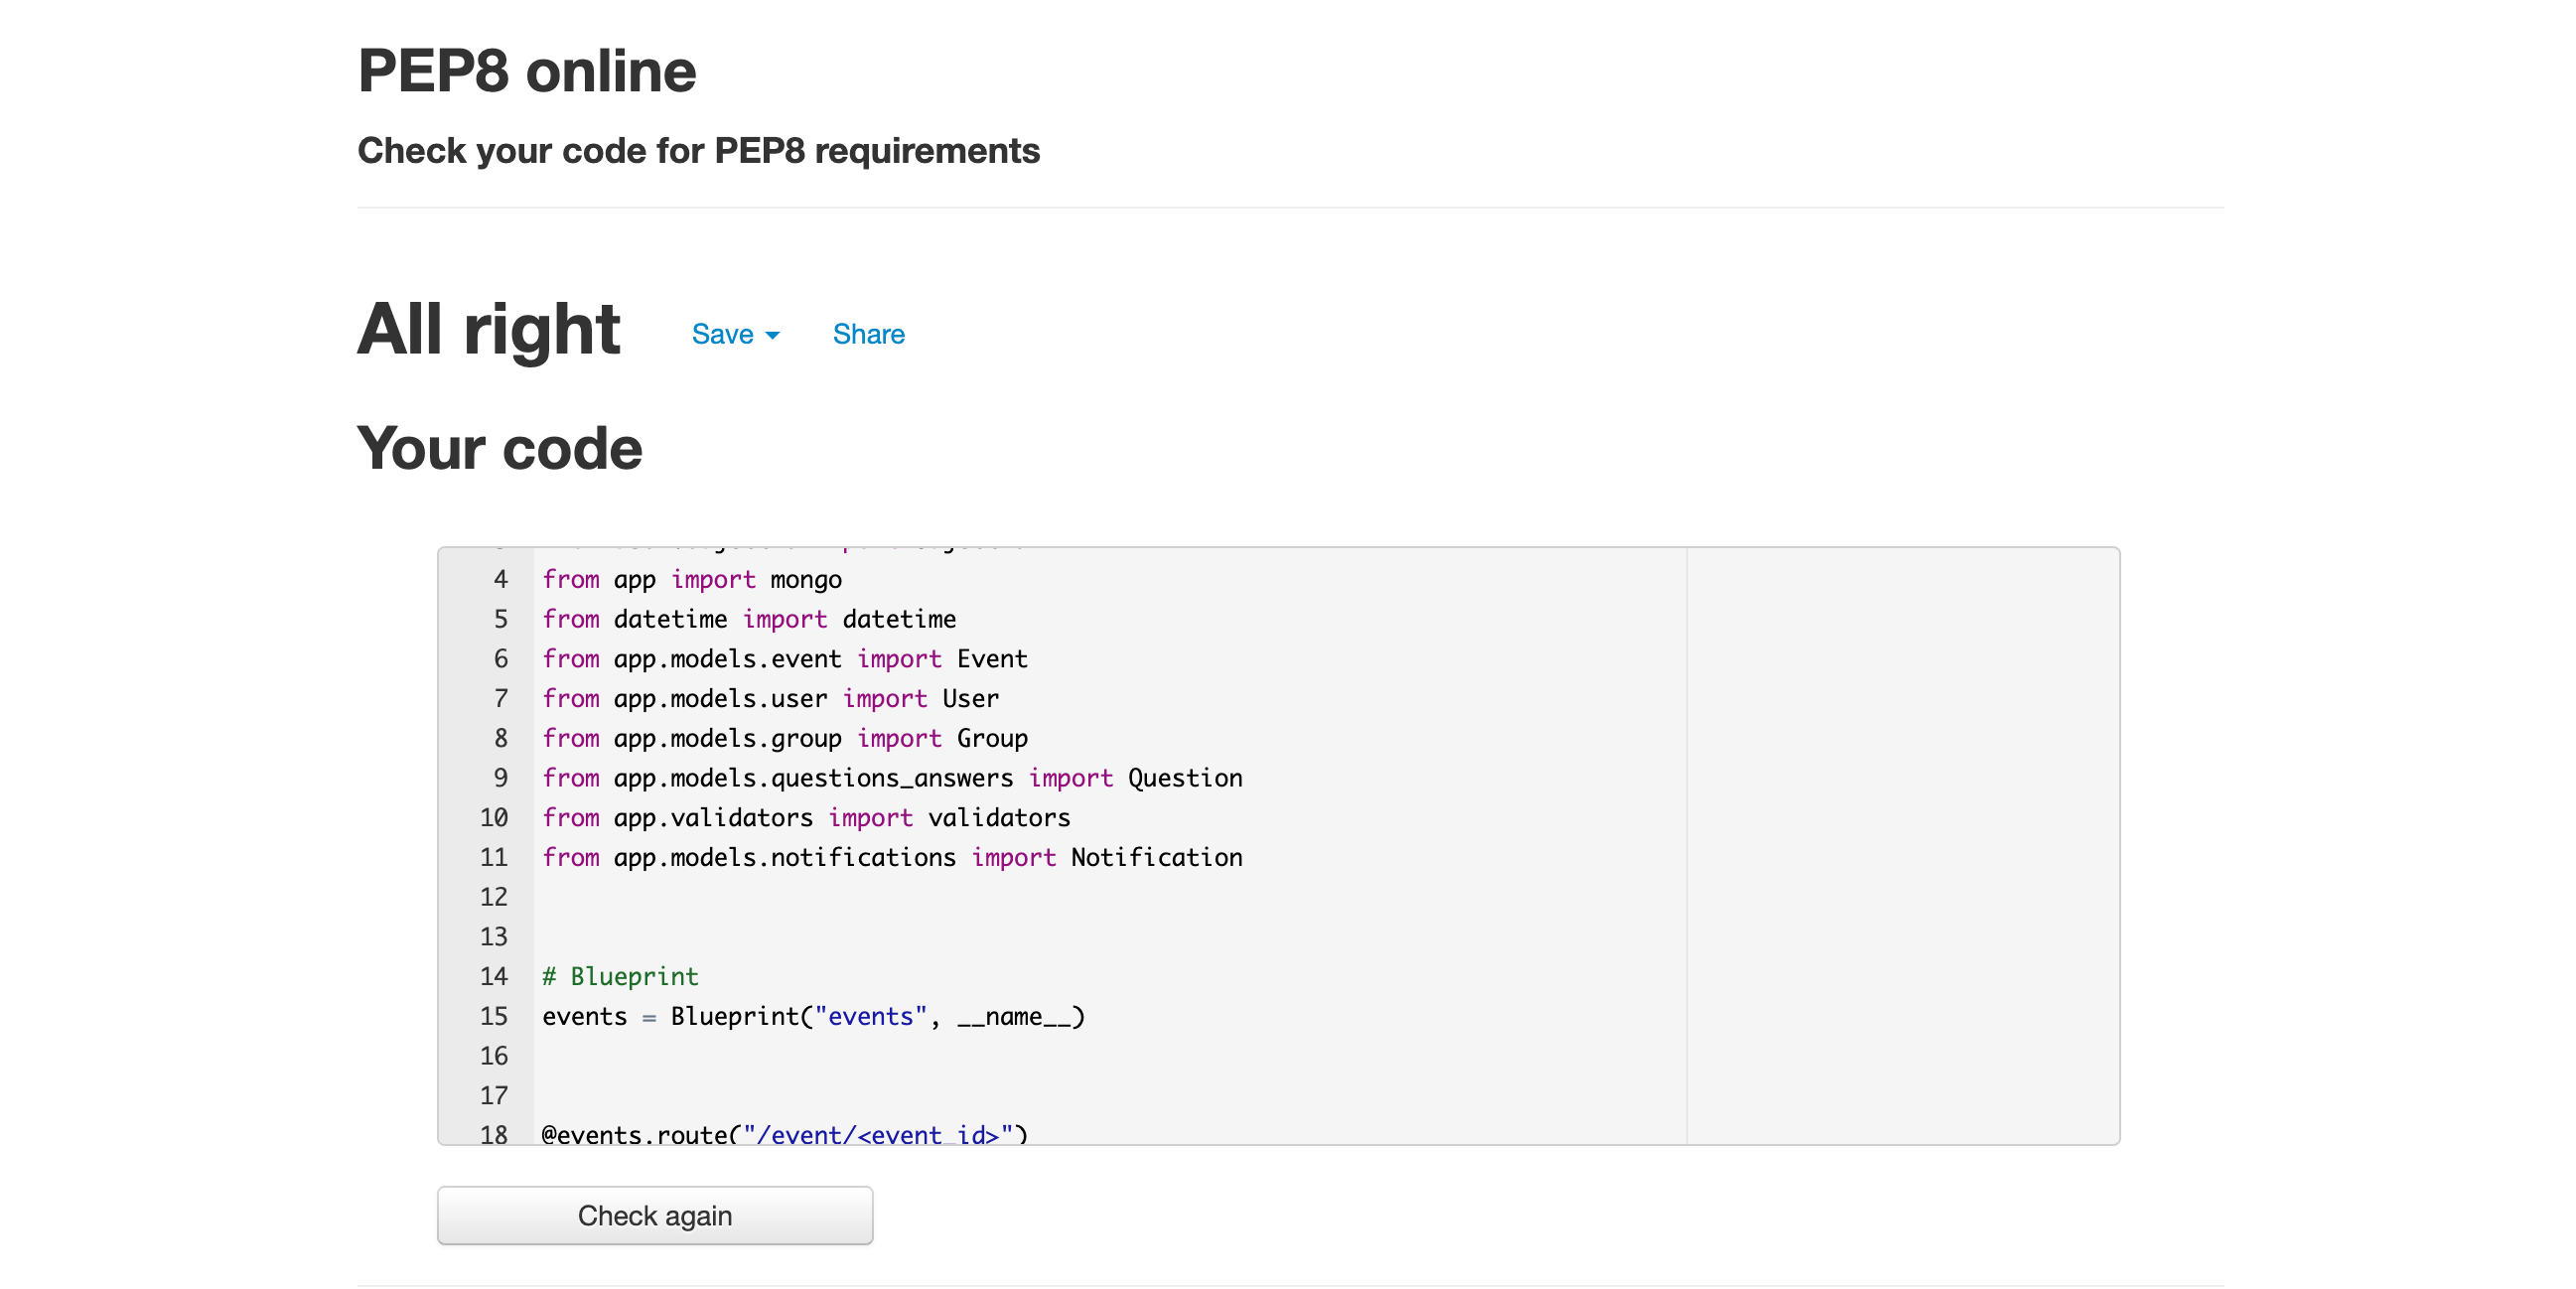 PEP8 online
Check your code for PEP8 requirements
All right
Save
Share
Your code
4 from app import mongo
5 from datetime import datetime
6 from app.models.event import Event
7 from app.models.user import User
8 from app.models.group import Group
9 from app.models.questions_answers import Question
10 from app.validators import validators
11 from app.models.notifications import Notification
12
13
14 # Blueprint
15 events = Blueprint("events", __name__)
16
17
18 @events.route("/event/<event_id>")
Check again